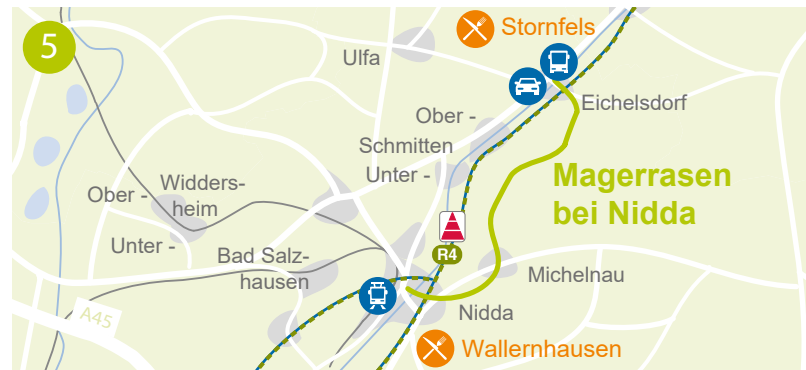 5
Stornfels
Ulfa
Eichelsdorf
Ober -
Schmitten
Unter -
Magerrasen
bei Nidda
Ober -
Widders-
heim
Unter -
R4
Bad Salz-
hausen
Michelnau
Nidda
A45
Wallernhausen